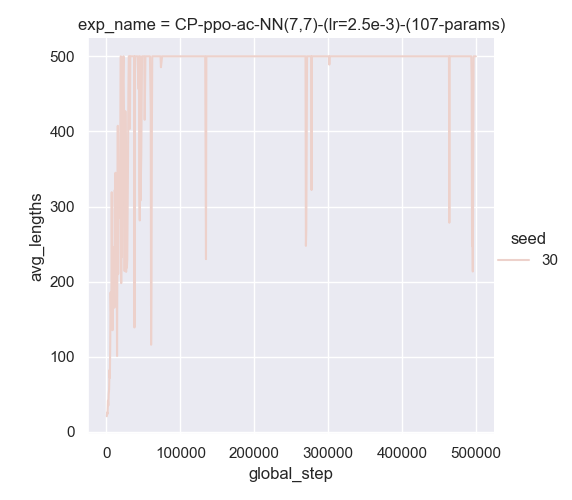 exp_name = CP-ppo-ac-NN(7,7)-(lr=2.5e-3)-(107-params)
500
400
avg_lengths
300
seed
30
200
100
0
0 100000 200000 300000 400000 500000
global_step